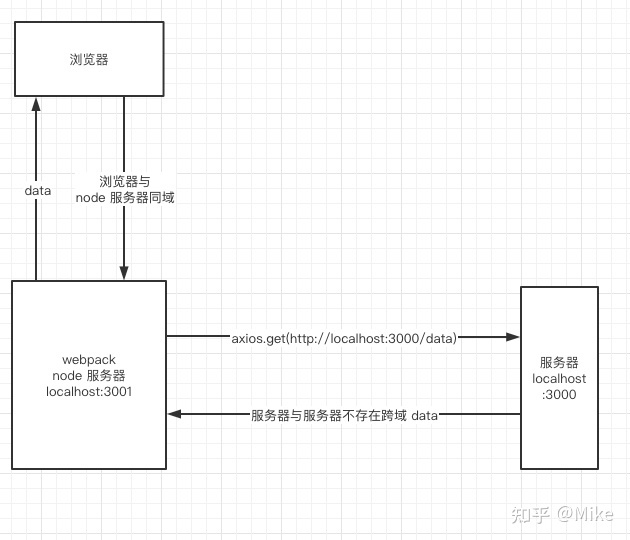 浏览器
data
浏览器与
node 服务器同域
webpack
node 服务器
localhost:3001
axios.get(http://localhost:3000/data)
服务器与服务器不存在跨域 data
服务器
localhost
:3000
知乎 @Mike